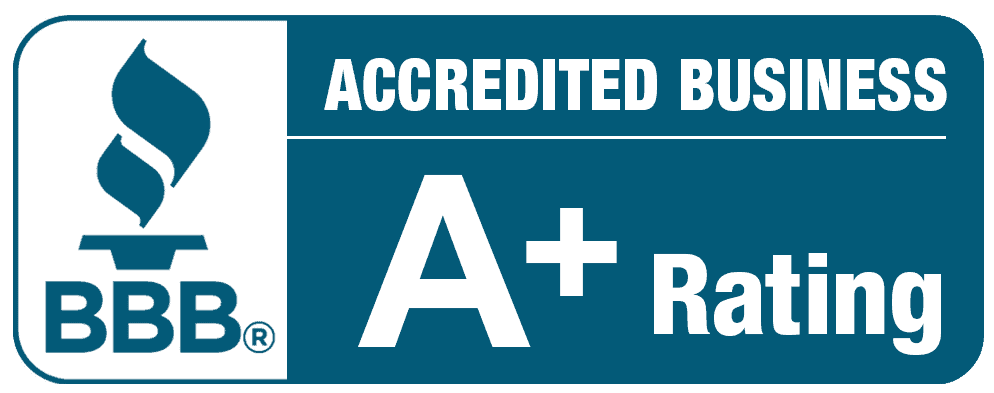 BBB®
ACCREDITED BUSINESS
A+ Rating